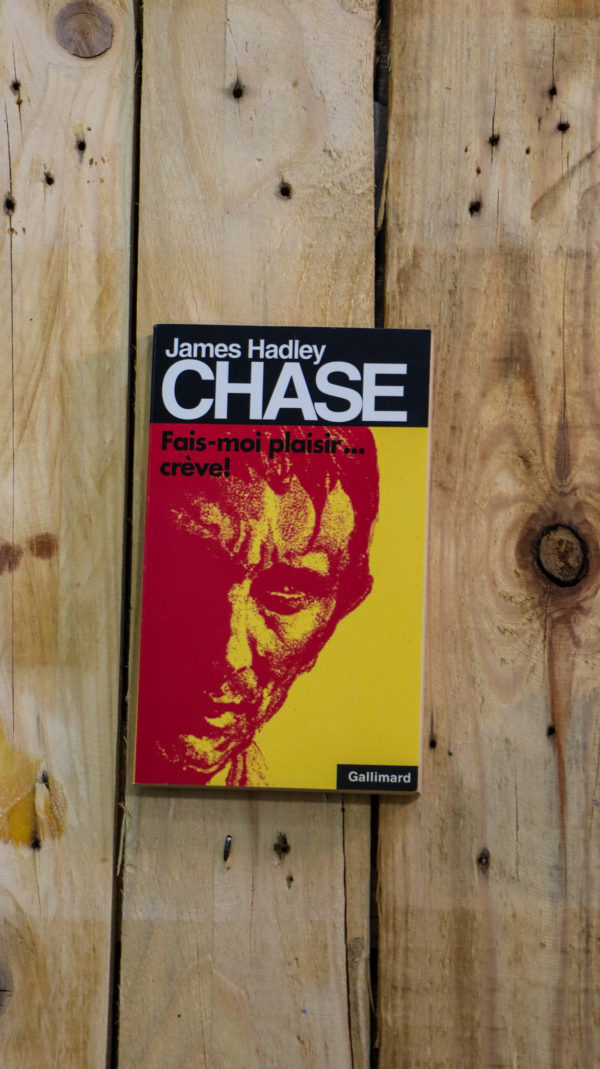 James Hadley
CHASE
Fais-moi plaisir...
crève!
Gallimard